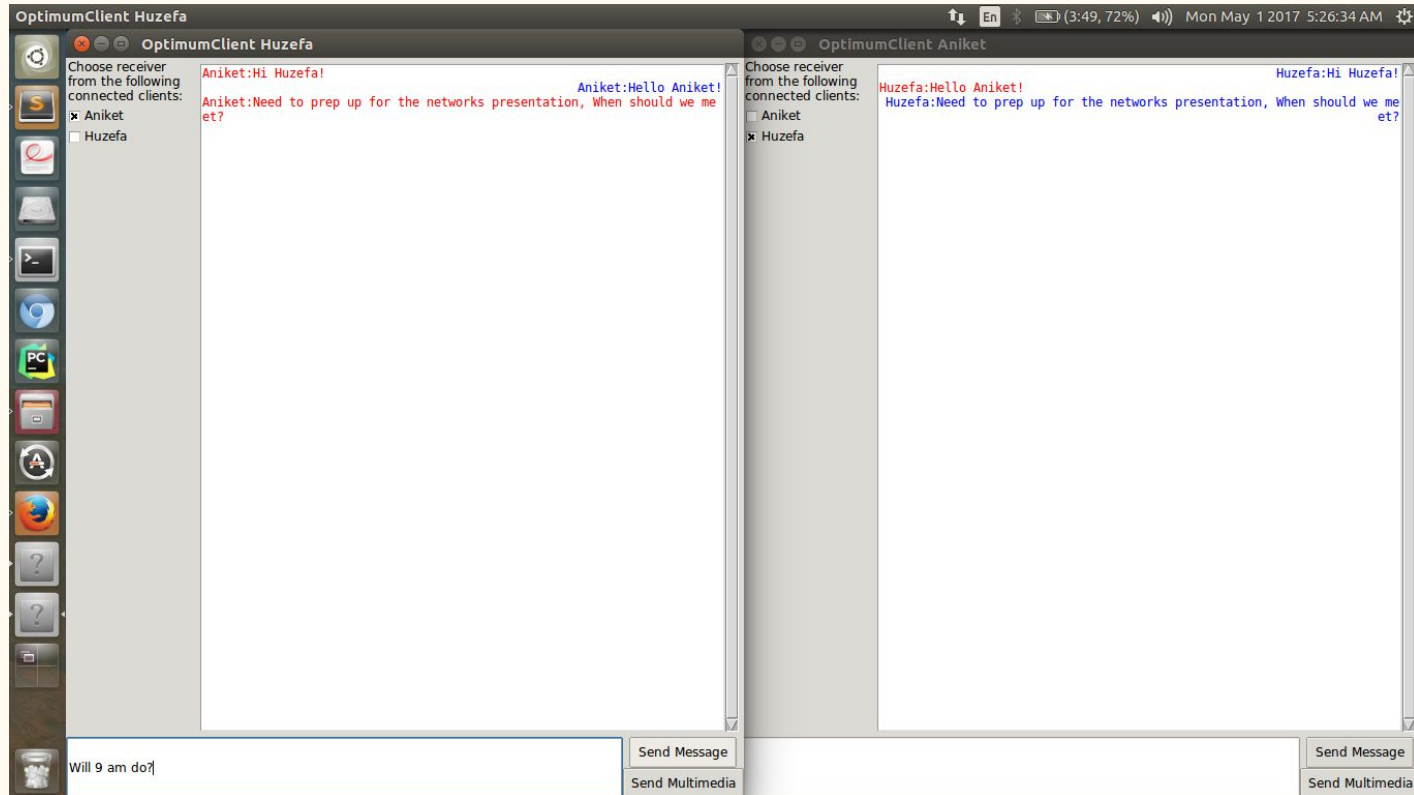 OptimumClient Huzefa
En (3:49, 72%) Mon May 1 2017 5:26:34 AM
OptimumClient Huzefa
Choose receiver
from the following
connected clients:
Aniket
Huzefa
Aniket:Hi Huzefa!
Aniket:Hello Aniket!
Aniket:Need to prep up for the networks presentation, When should we me
et?
Will 9 am do?
Send Message
Send Multimedia
OptimumClient Aniket
Choose receiver
from the following
connected clients:
Aniket
Huzefa
Huzefa:Hi Huzefa!
Huzefa:Hello Aniket!
Huzefa:Need to prep up for the networks presentation, When should we me
et?
Send Message
Send Multimedia
S
>_
PC
A
?
?